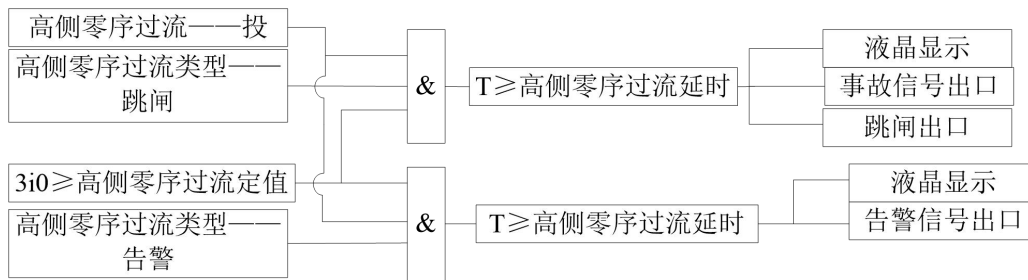 高侧零序过流——投
高侧零序过流类型——
跳闸
3i0≥高侧零序过流定值
高侧零序过流类型——
告警
&
&
T≥高侧零序过流延时
T≥高侧零序过流延时
液晶显示
事故信号出口
跳闸出口
液晶显示
告警信号出口